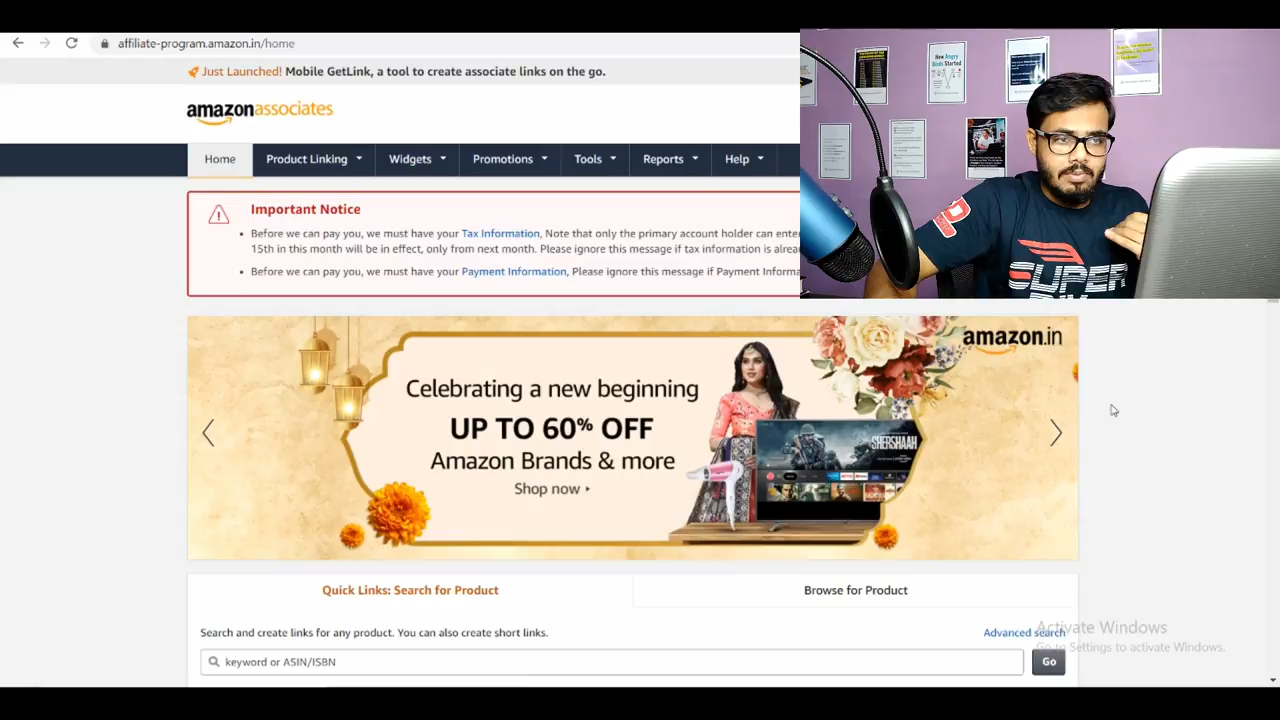 affiliate-program.amazon.in/home
Just Launched! Mobile GetLink, a tool to create associate links on the go.
amazonassociates
Home
Product Linking
Widgets
Promotions
Tools
Reports
Help
Important Notice
Before we can pay you, we must have your Tax Information, Note that only the primary account holder can ente
15th in this month will be in effect, only from next month. Please ignore this message if tax information is alrea
Before we can pay you, we must have your Payment Information, Please ignore this message if Payment Informa
How
Angry
Birds Started
SUPER
amazon.in
Celebrating a new beginning
UP TO 60% OFF
Amazon Brands & more
Shop now
SHERSHAAH
Quick Links: Search for Product
Browse for Product
Search and create links for any product. You can also create short links.
Advanced search
keyword or ASIN/ISBN
Go
Activate Windows
Go to Settings to activate Windows.